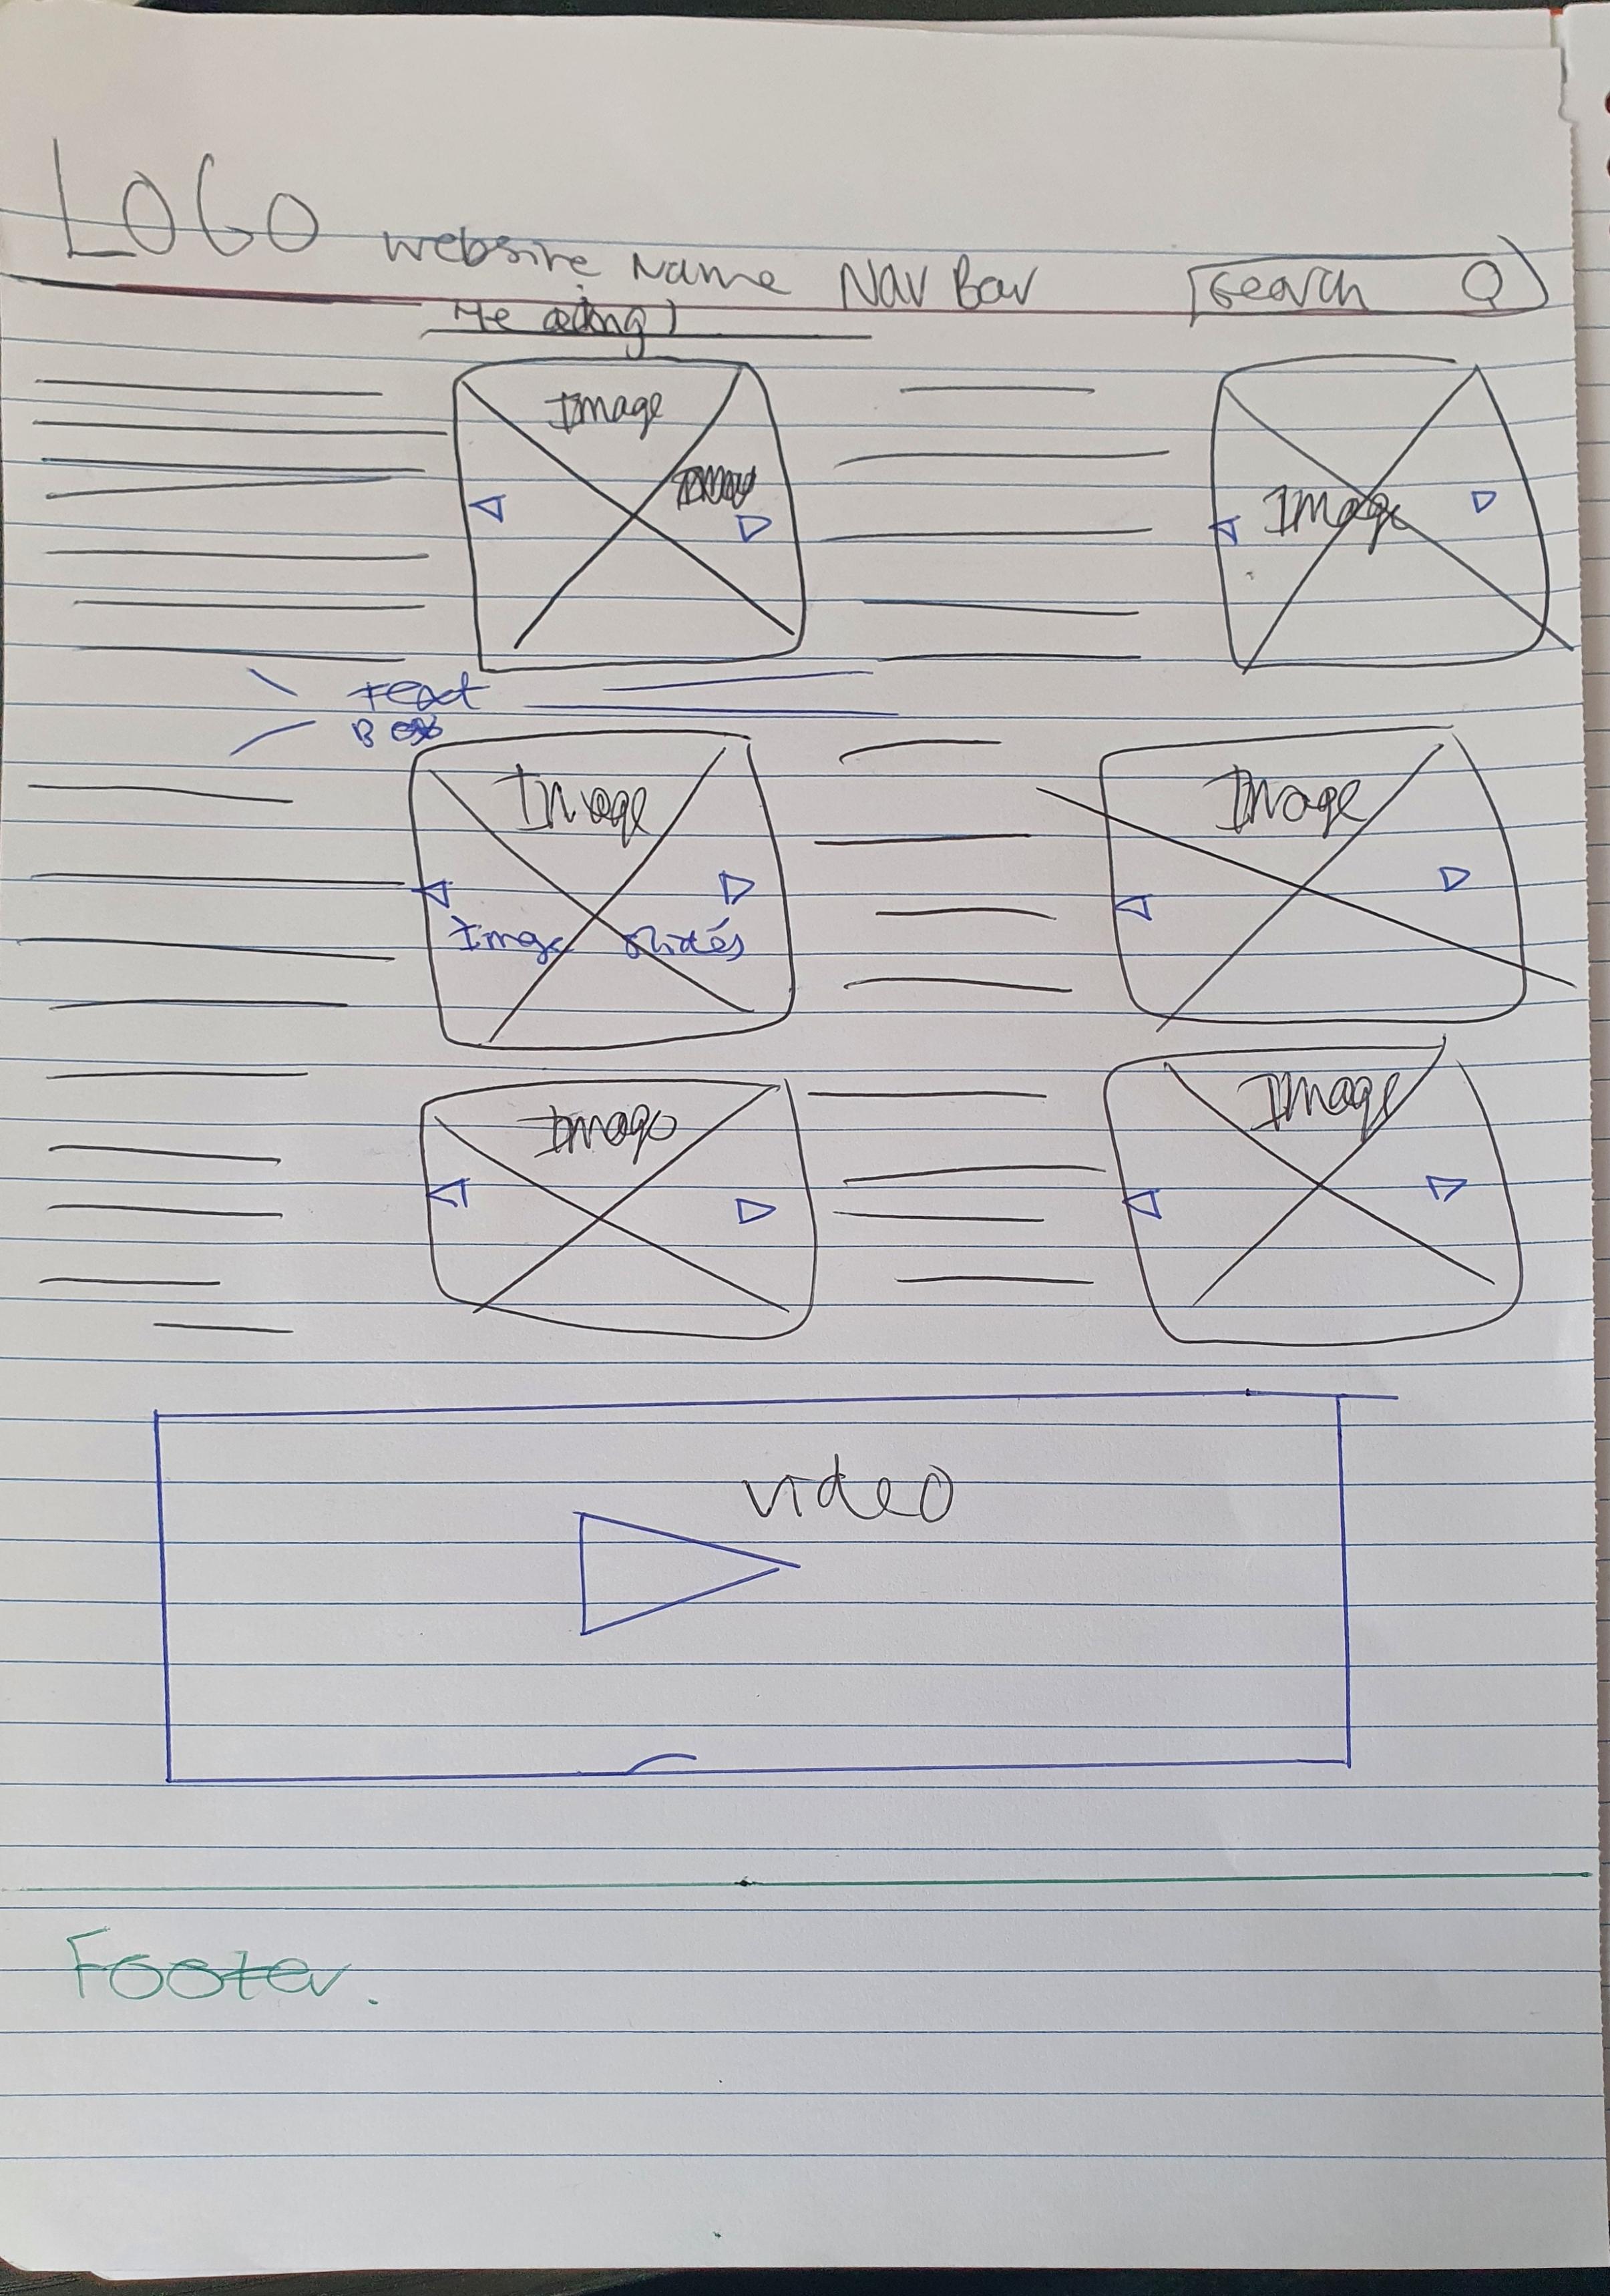 LOGO website Name Nav Bar search
Heading
Image
Image
Text
Box
Image
Image
Image slides
Image
Image
video
Footer.